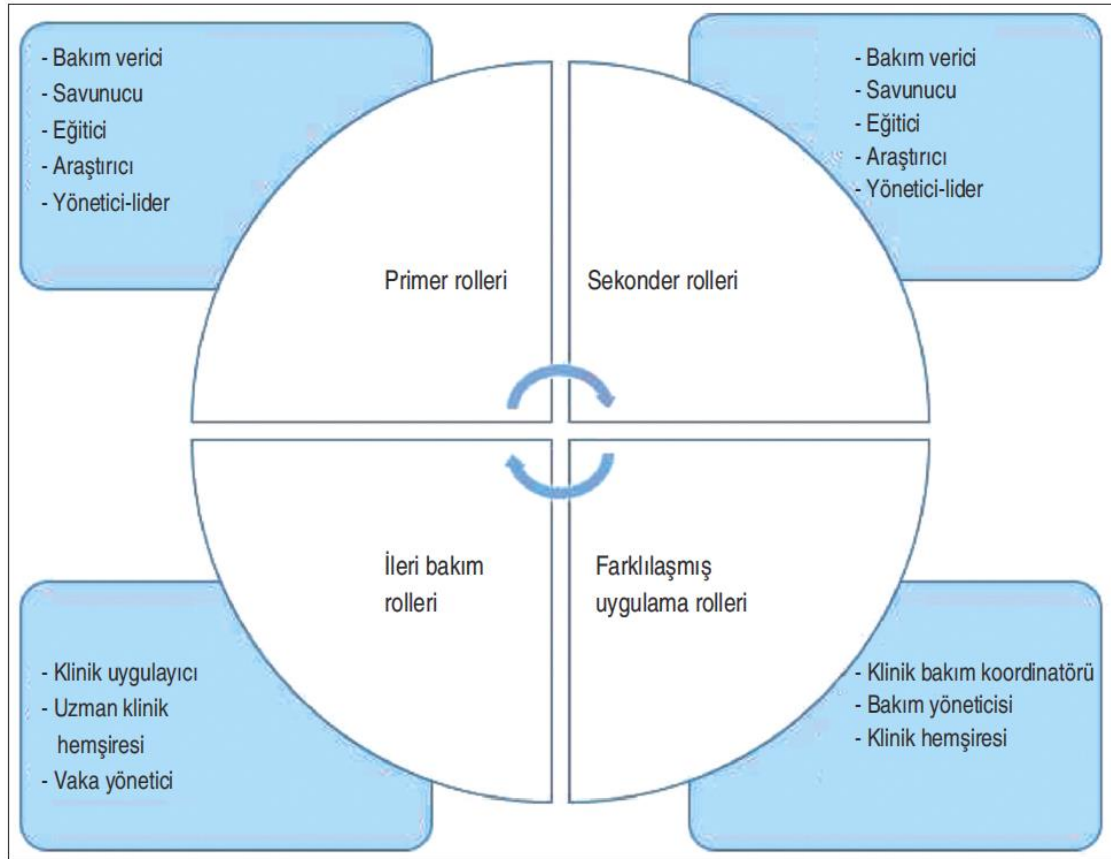 - Bakım verici
- Savunucu
- Eğitici
- Araştırıcı
- Yönetici-lider
- Bakım verici
- Savunucu
- Eğitici
- Araştırıcı
- Yönetici-lider
Primer rolleri
Sekonder rolleri
İleri bakım
rolleri
Farklılaşmış
uygulama rolleri
- Klinik uygulayıcı
- Uzman klinik
hemşiresi
- Vaka yönetici
- Klinik bakım koordinatörü
- Bakım yöneticisi
- Klinik hemşiresi